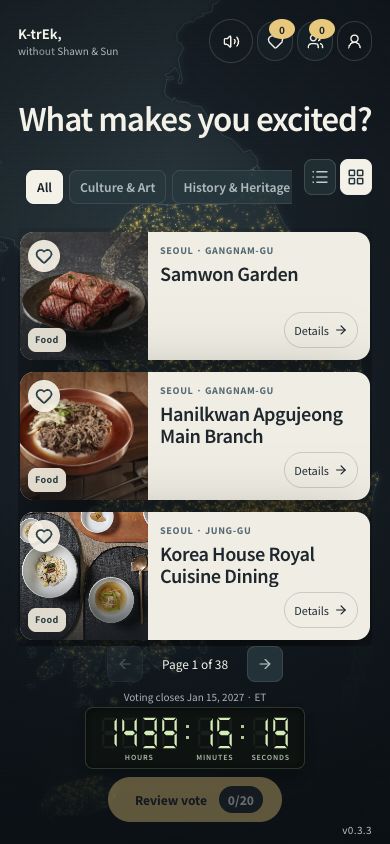 K-trEk,
without Shawn & Sun
0
0
What makes you excited?
All
Culture & Art
History & Heritage
SEOUL · GANGNAM-GU
Samwon Garden
Food
Details →
SEOUL · GANGNAM-GU
Hanilkwan Apgujeong
Main Branch
Food
Details →
SEOUL · JUNG-GU
Korea House Royal
Cuisine Dining
Food
Details →
← Page 1 of 38 →
Voting closes Jan 15, 2027 · ET
1439:15:19
HOURS MINUTES SECONDS
Review vote 0/20
v0.3.3